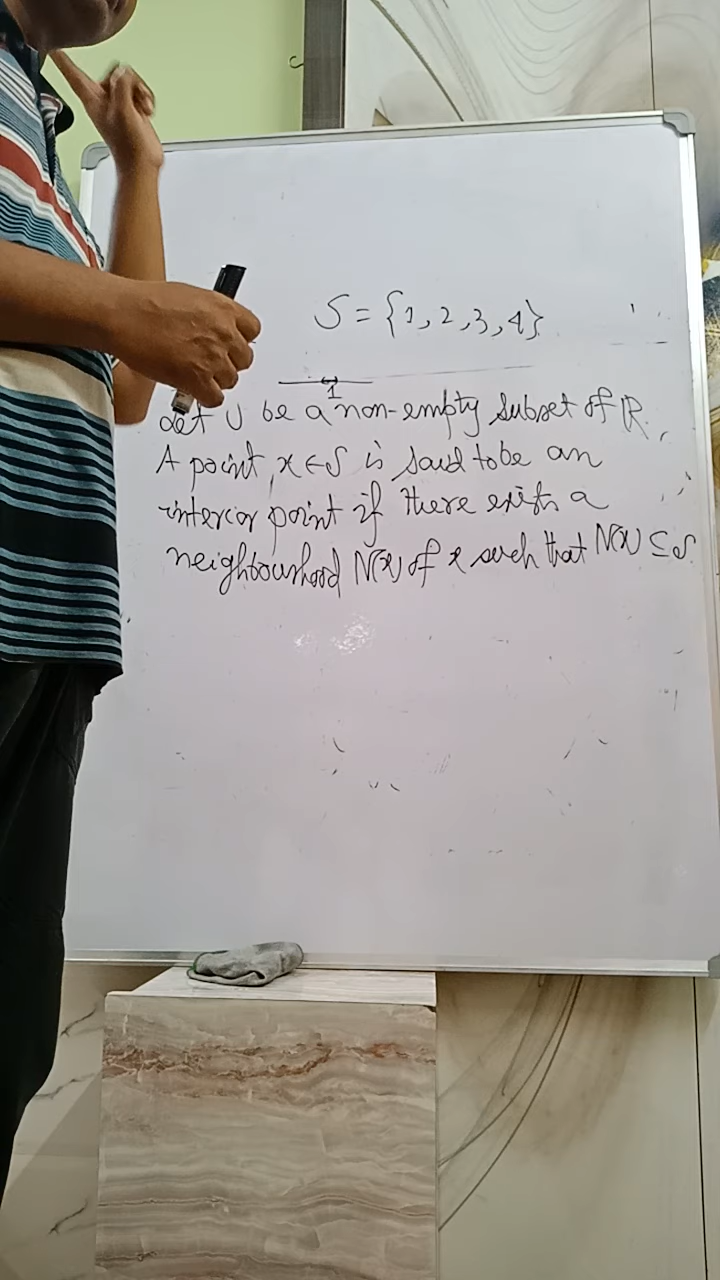 S = {1, 2, 3, 4}
1
Let U be a non-empty subset of ℝ.
A point, x ∈ S is said to be an
interior point if there exists a
neighbourhood N(x) of x such that N(x) ⊆ S